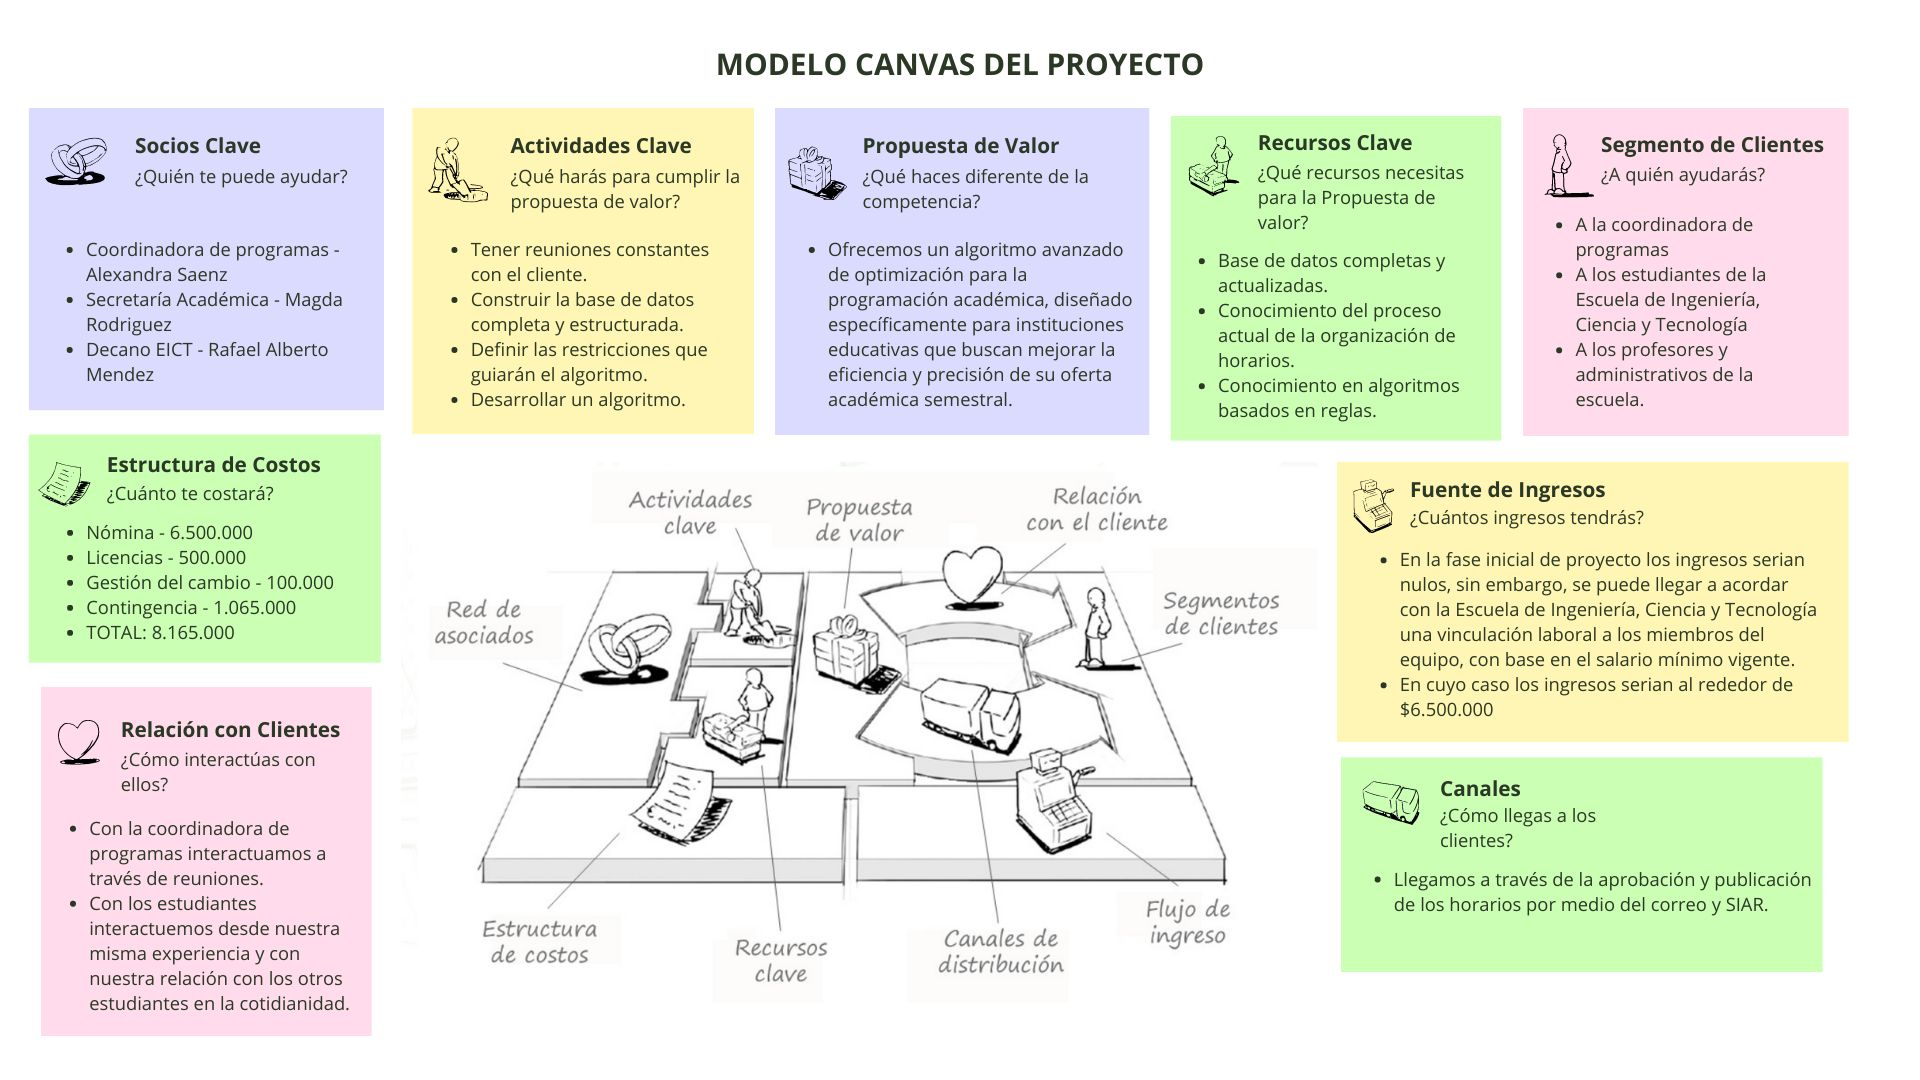 MODELO CANVAS DEL PROYECTO
Socios Clave
¿Quién te puede ayudar?
• Coordinadora de programas -
Alexandra Saenz
• Secretaría Académica - Magda
Rodriguez
• Decano EICT - Rafael Alberto
Mendez
Actividades Clave
¿Qué harás para cumplir la
propuesta de valor?
• Tener reuniones constantes
con el cliente.
• Construir la base de datos
completa y estructurada.
• Definir las restricciones que
guiarán el algoritmo.
• Desarrollar un algoritmo.
Propuesta de Valor
¿Qué haces diferente de la
competencia?
• Ofrecemos un algoritmo avanzado
de optimización para la
programación académica, diseñado
específicamente para instituciones
educativas que buscan mejorar la
eficiencia y precisión de su oferta
académica semestral.
Recursos Clave
¿Qué recursos necesitas
para la Propuesta de
valor?
• Base de datos completas y
actualizadas.
• Conocimiento del proceso
actual de la organización de
horarios.
• Conocimiento en algoritmos
basados en reglas.
Segmento de Clientes
¿A quién ayudarás?
• A la coordinadora de
programas
• A los estudiantes de la
Escuela de Ingeniería,
Ciencia y Tecnología
• A los profesores y
administrativos de la
escuela.
Estructura de Costos
¿Cuánto te costará?
• Nómina - 6.500.000
• Licencias - 500.000
• Gestión del cambio - 100.000
• Contingencia - 1.065.000
• TOTAL: 8.165.000
Relación con Clientes
¿Cómo interactúas con
ellos?
• Con la coordinadora de
programas interactuamos a
través de reuniones.
• Con los estudiantes
interactuemos desde nuestra
misma experiencia y con
nuestra relación con los otros
estudiantes en la cotidianidad.
Actividades
clave
Propuesta
de valor
Relación
con el cliente
Red de
asociados
Segmentos
de clientes
Estructura
de costos
Recursos
clave
Canales de
distribución
Flujo de
ingreso
Fuente de Ingresos
¿Cuántos ingresos tendrás?
• En la fase inicial de proyecto los ingresos serian
nulos, sin embargo, se puede llegar a acordar
con la Escuela de Ingeniería, Ciencia y Tecnología
una vinculación laboral a los miembros del
equipo, con base en el salario mínimo vigente.
• En cuyo caso los ingresos serian al rededor de
$6.500.000
Canales
¿Cómo llegas a los
clientes?
• Llegamos a través de la aprobación y publicación
de los horarios por medio del correo y SIAR.